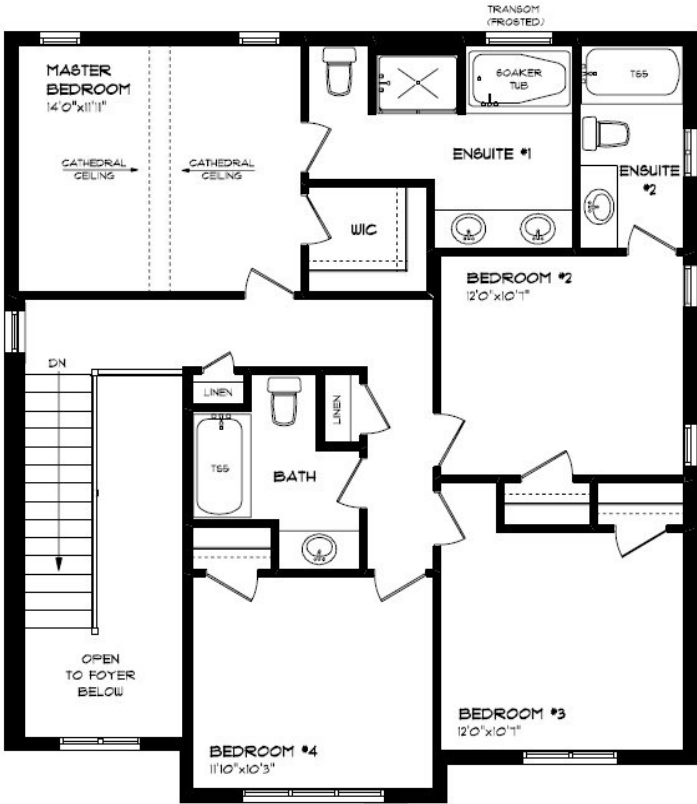 TRANSOM
(FROSTED)
MASTER
BEDROOM
14'0"x11'11"
SOAKER
TUB
TSS
CATHEDRAL
CEILING
CATHEDRAL
CEILING
ENSUITE #1
ENSUITE
#2
WIC
BEDROOM #2
12'0"x10'7"
DN
LINEN
LINEN
TSS
BATH
OPEN
TO FOYER
BELOW
BEDROOM #3
12'0"x10'7"
BEDROOM #4
11'10"x10'3"